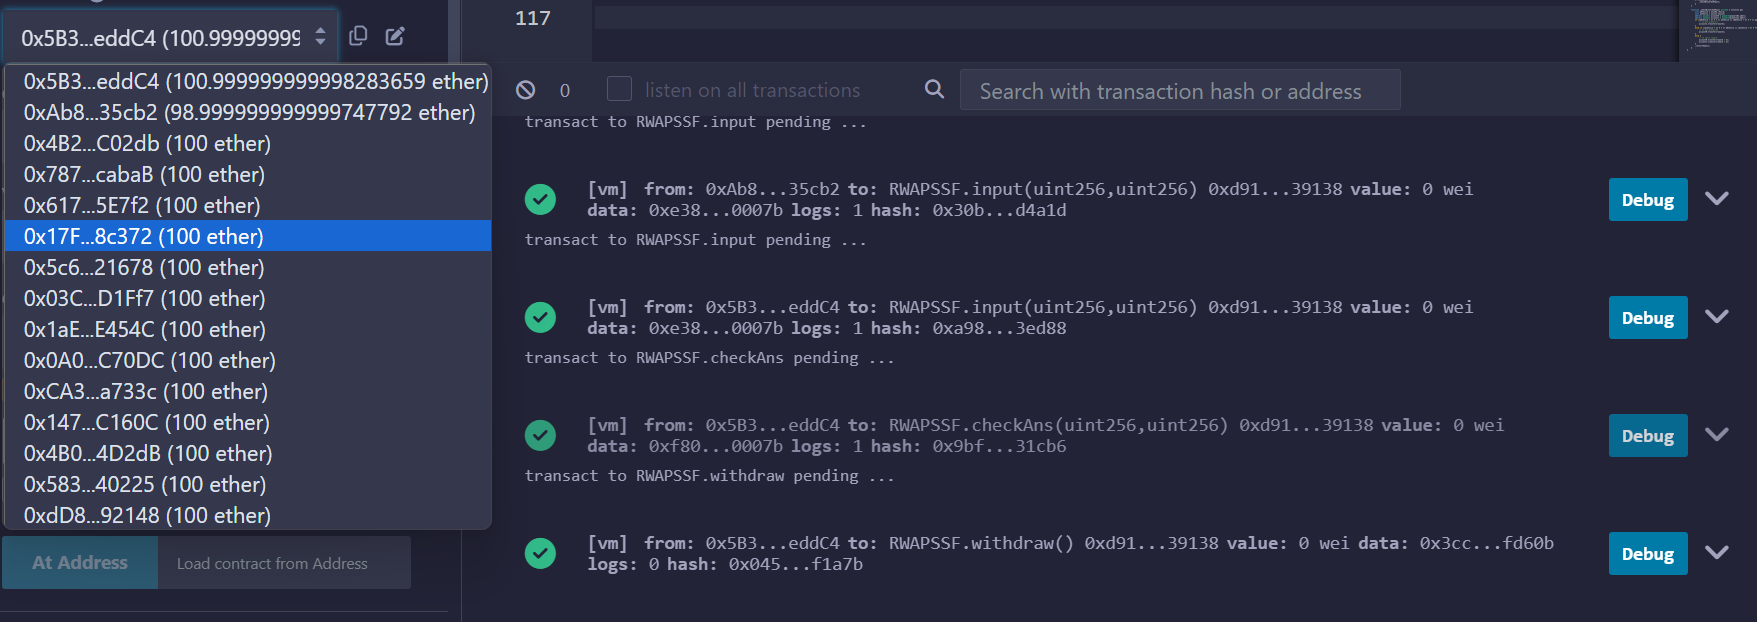 0x5B3...eddC4 (100.99999999
0x5B3...eddC4 (100.999999999998283659 ether)
0xAb8...35cb2 (98.999999999999747792 ether)
0x4B2...C02db (100 ether)
0x787...cabaB (100 ether)
0x617...5E7f2 (100 ether)
0x17F...8c372 (100 ether)
0x5c6...21678 (100 ether)
0x03C...D1Ff7 (100 ether)
0x1aE...E454C (100 ether)
0x0A0...C70DC (100 ether)
0xCA3...a733c (100 ether)
0x147...C160C (100 ether)
0x4B0...4D2dB (100 ether)
0x583...40225 (100 ether)
0xdD8...92148 (100 ether)
At Address
Load contract from Address
117
0
listen on all transactions
Search with transaction hash or address
transact to RWAPSSF.input pending ...
[vm] from: 0xAb8...35cb2 to: RWAPSSF.input(uint256,uint256) 0xd91...39138 value: 0 wei
data: 0xe38...0007b logs: 1 hash: 0x30b...d4a1d
Debug
transact to RWAPSSF.input pending ...
[vm] from: 0x5B3...eddC4 to: RWAPSSF.input(uint256,uint256) 0xd91...39138 value: 0 wei
data: 0xe38...0007b logs: 1 hash: 0xa98...3ed88
Debug
transact to RWAPSSF.checkAns pending ...
[vm] from: 0x5B3...eddC4 to: RWAPSSF.checkAns(uint256,uint256) 0xd91...39138 value: 0 wei
data: 0xf80...0007b logs: 1 hash: 0x9bf...31cb6
Debug
transact to RWAPSSF.withdraw pending ...
[vm] from: 0x5B3...eddC4 to: RWAPSSF.withdraw() 0xd91...39138 value: 0 wei data: 0x3cc...fd60b
logs: 0 hash: 0x045...f1a7b
Debug